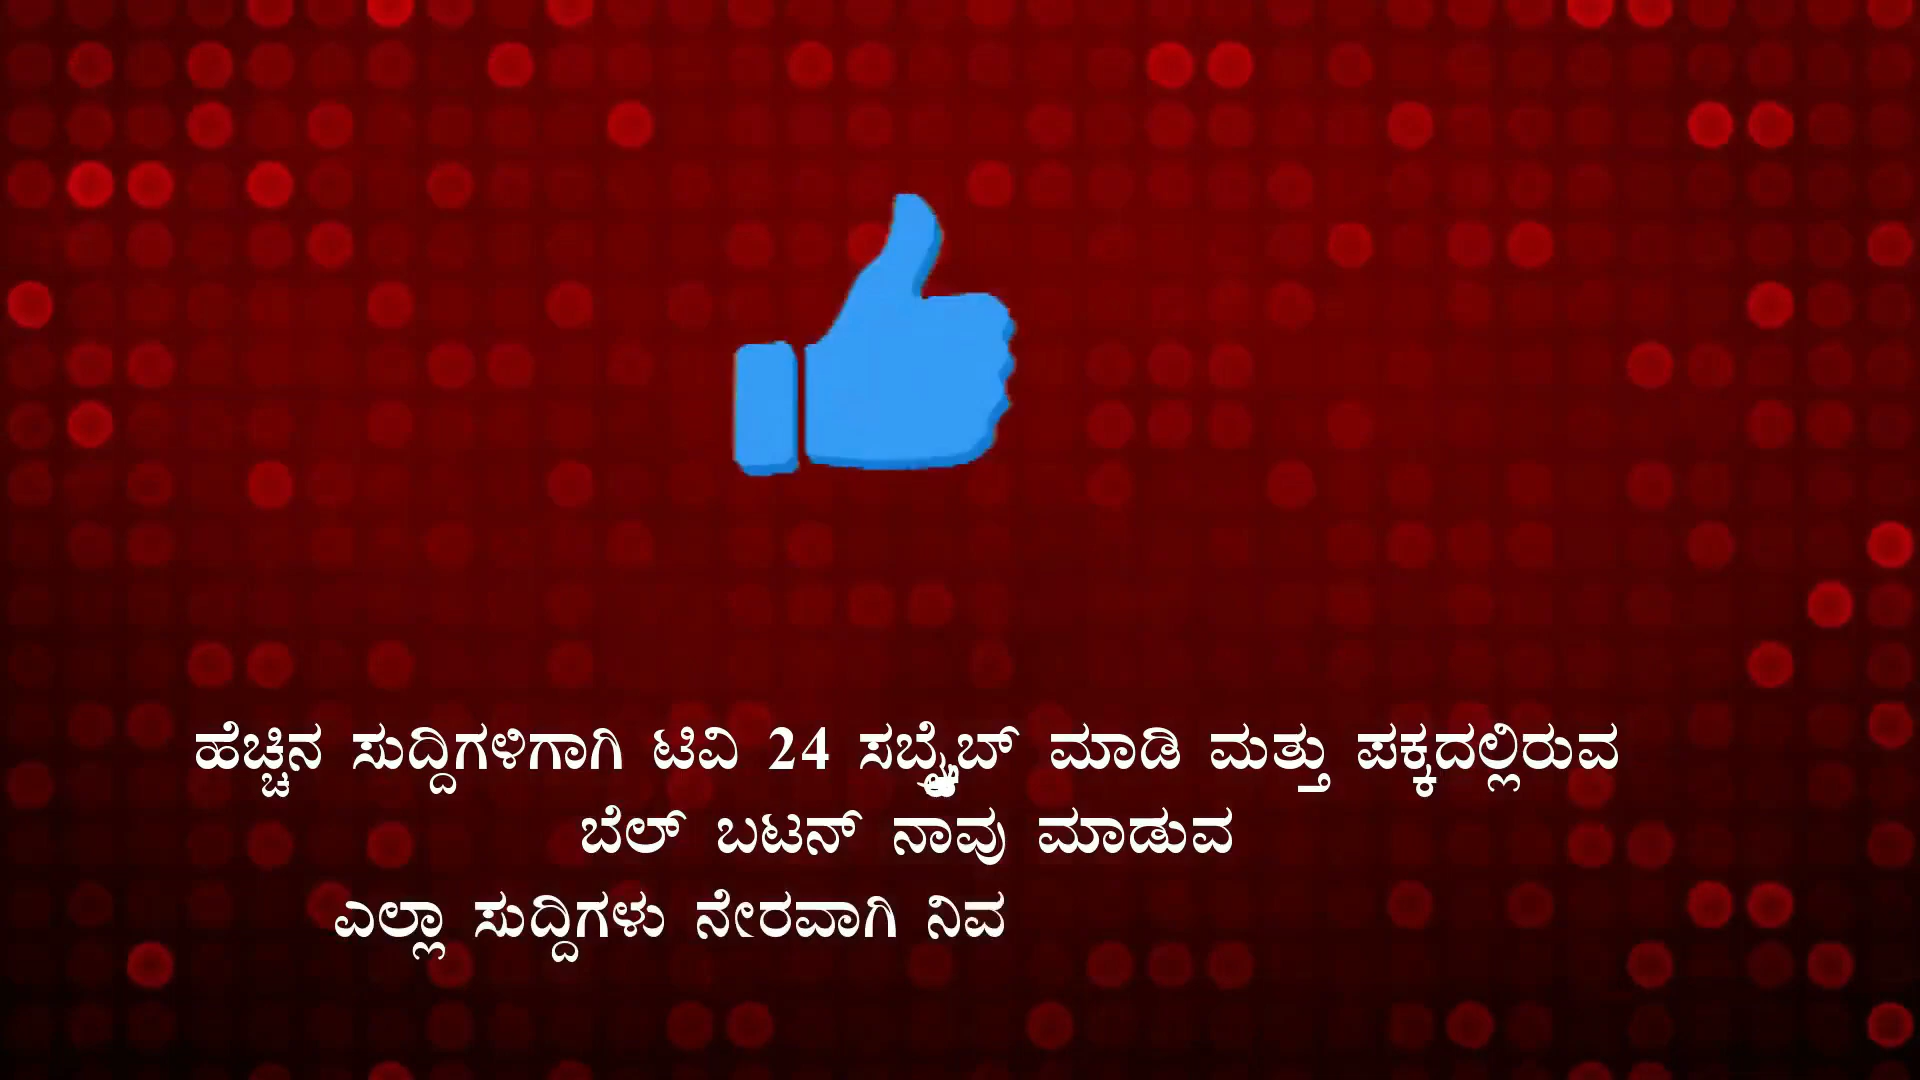 ಹೆಚ್ಚಿನ ಸುದ್ದಿಗಳಿಗಾಗಿ ಟಿವಿ 24 ಸಬ್ಸ್ಕ್ರೈಬ್ ಮಾಡಿ ಮತ್ತು ಪಕ್ಕದಲ್ಲಿರುವ
ಬೆಲ್ ಬಟನ್ ನಾವು ಮಾಡುವ
ಎಲ್ಲಾ ಸುದ್ದಿಗಳು ನೇರವಾಗಿ ನಿವ